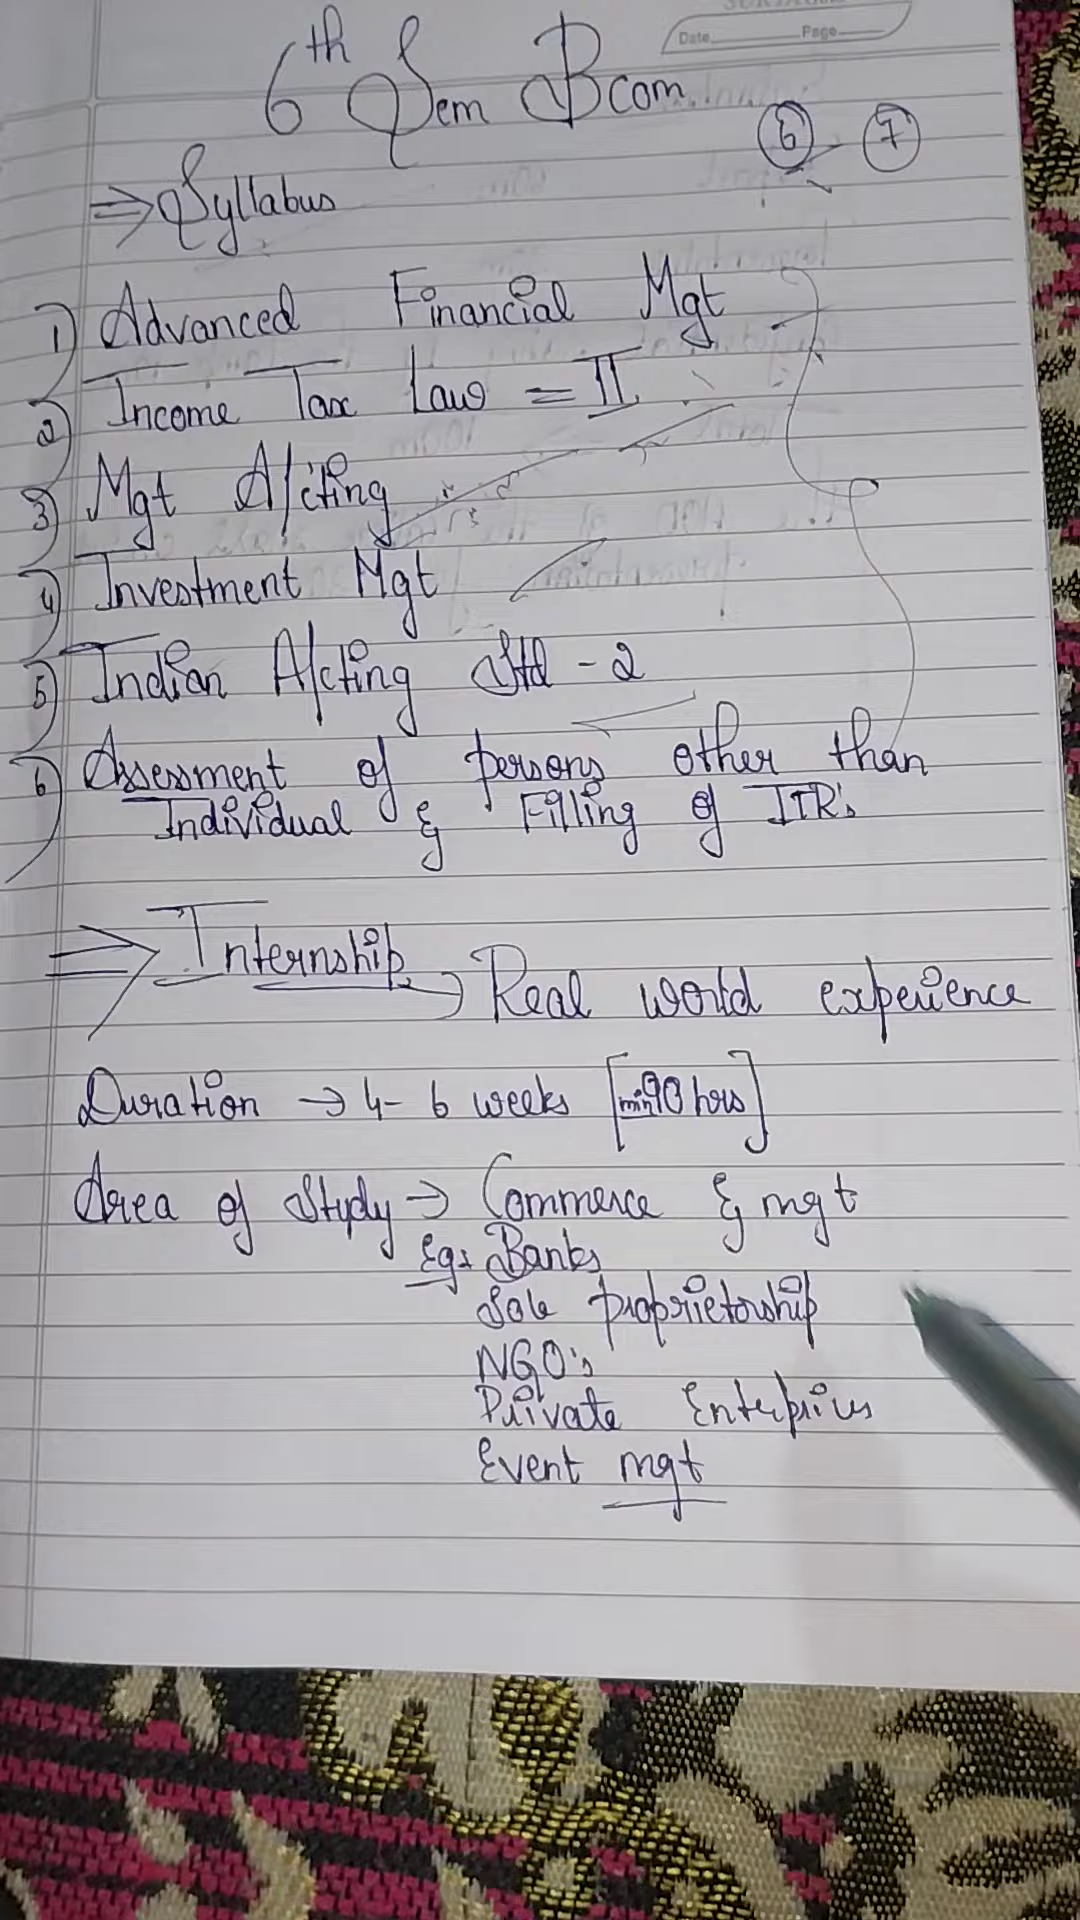 Date Page
6th Sem Bcom
6 7
⇒ Syllabus
1) Advanced Financial Mgt
2) Income Tax Law = II
3) Mgt A/cting
4) Investment Mgt
5) Indian A/cting Std - 2
6) Assessment of persons other than
Individual & Filling of ITR's
⇒ Internship → Real world experience
Duration → 4- 6 weeks [min 90 hrs]
Area of Study → Commerce & mgt
Eg: Banks
Sole proprietorship
NGO's
Private Enterprises
Event mgt